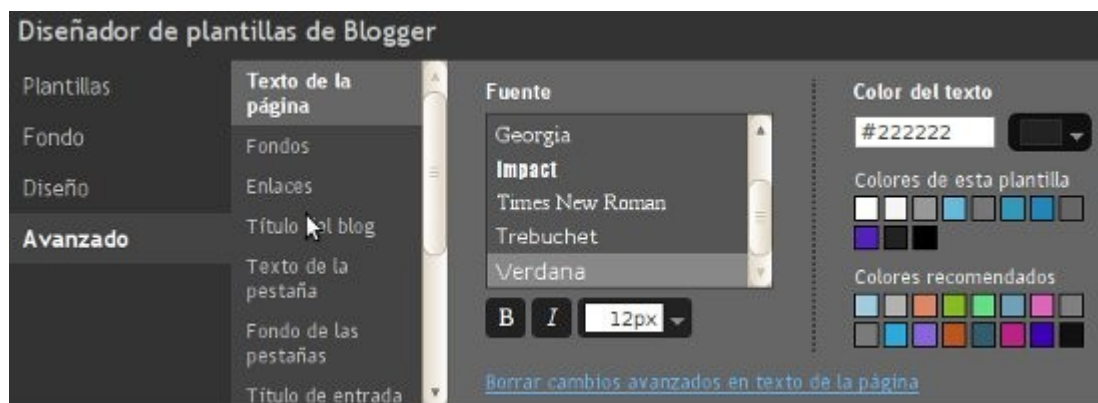 Diseñador de plantillas de Blogger
Plantillas
Fondo
Diseño
Avanzado
Texto de la
página
Fondos
Enlaces
Título del blog
Texto de la
pestaña
Fondo de las
pestañas
Título de entrada
Fuente
Georgia
Impact
Times New Roman
Trebuchet
Verdana
B I 12px
Borrar cambios avanzados en texto de la página
Color del texto
#222222
Colores de esta plantilla
Colores recomendados